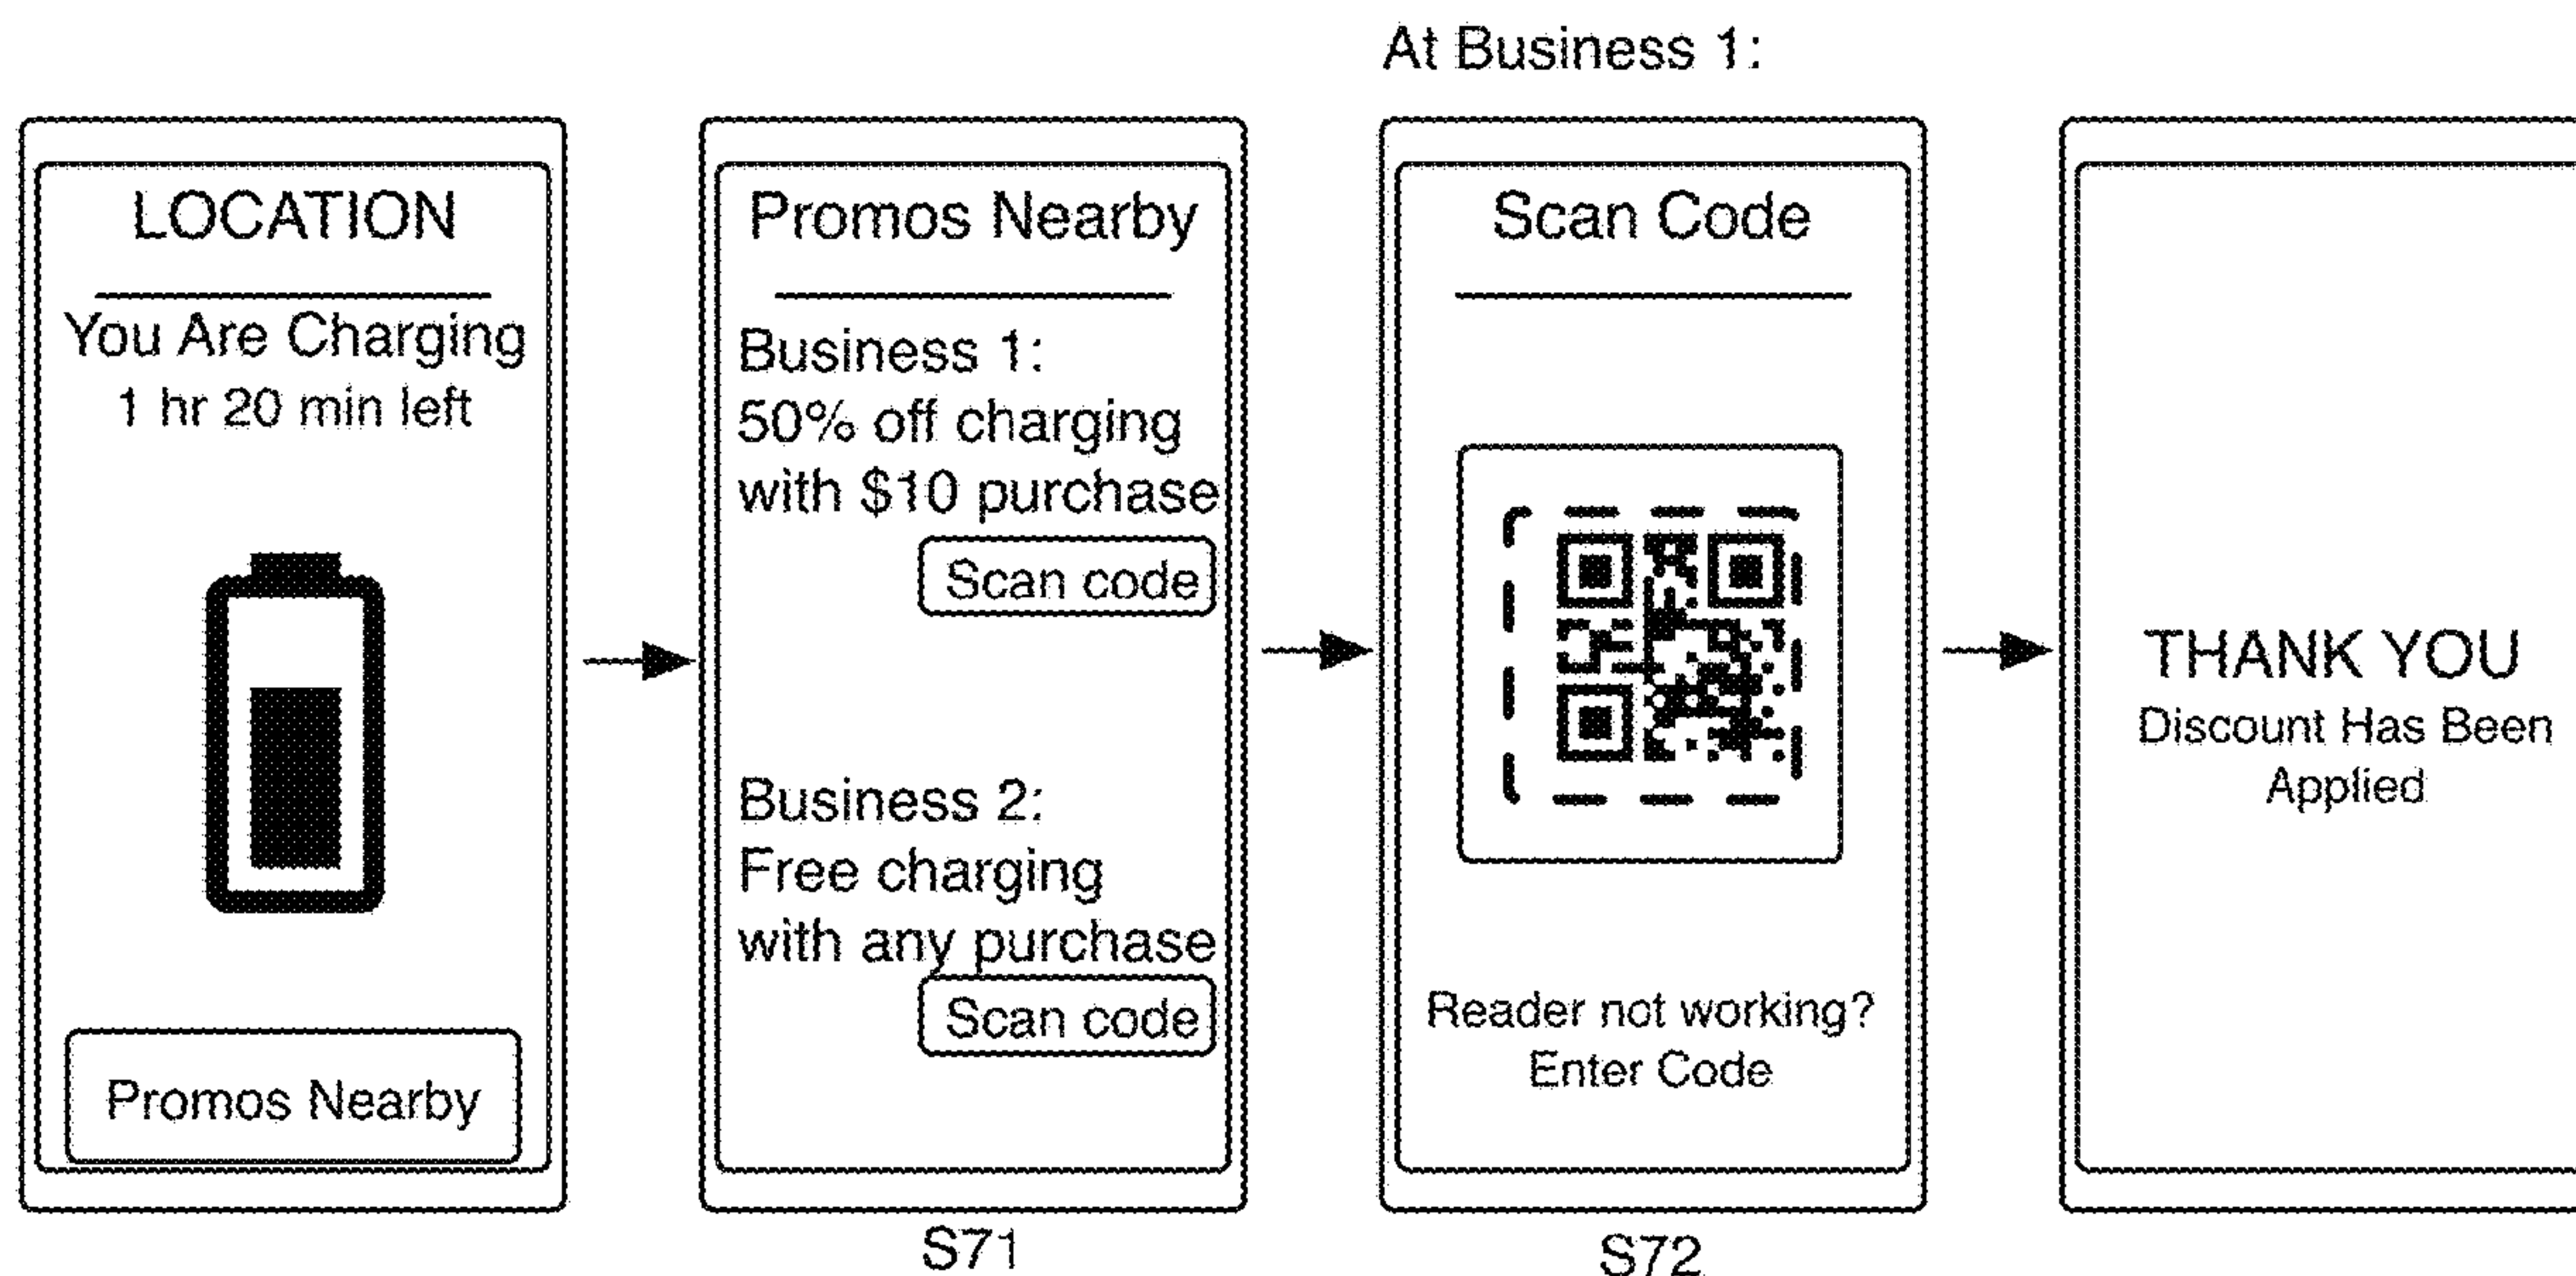 At Business 1:
LOCATION
You Are Charging
1 hr 20 min left
Promos Nearby
Promos Nearby
Business 1:
50% off charging
with $10 purchase
Scan code
Business 2:
Free charging
with any purchase
Scan code
S71
Scan Code
Reader not working?
Enter Code
S72
THANK YOU
Discount Has Been
Applied